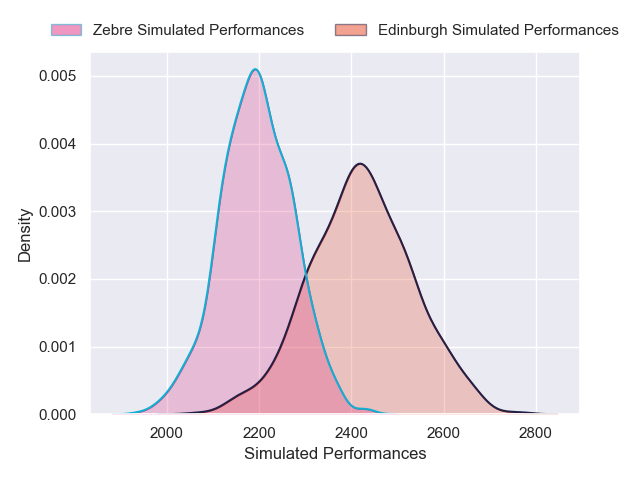 Zebre Simulated Performances Edinburgh Simulated Performances
0.005
0.004
0.003
0.002
0.001
0.000
Density
2000 2200 2400 2600 2800
Simulated Performances